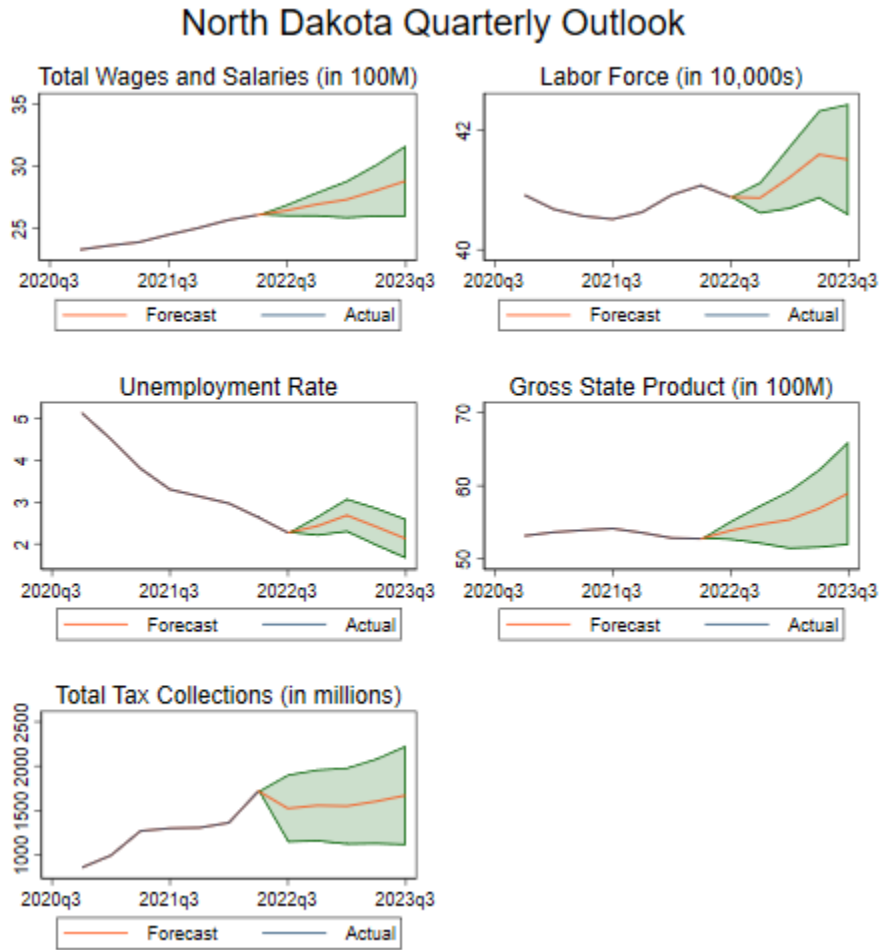 North Dakota Quarterly Outlook
Total Wages and Salaries (in 100M)
35
30
25
2020q3 2021q3 2022q3 2023q3
Forecast Actual
Labor Force (in 10,000s)
42
40
2020q3 2021q3 2022q3 2023q3
Forecast Actual
Unemployment Rate
5
4
3
2
2020q3 2021q3 2022q3 2023q3
Forecast Actual
Gross State Product (in 100M)
70
60
50
2020q3 2021q3 2022q3 2023q3
Forecast Actual
Total Tax Collections (in millions)
2500
2000
1500
1000
2020q3 2021q3 2022q3 2023q3
Forecast Actual